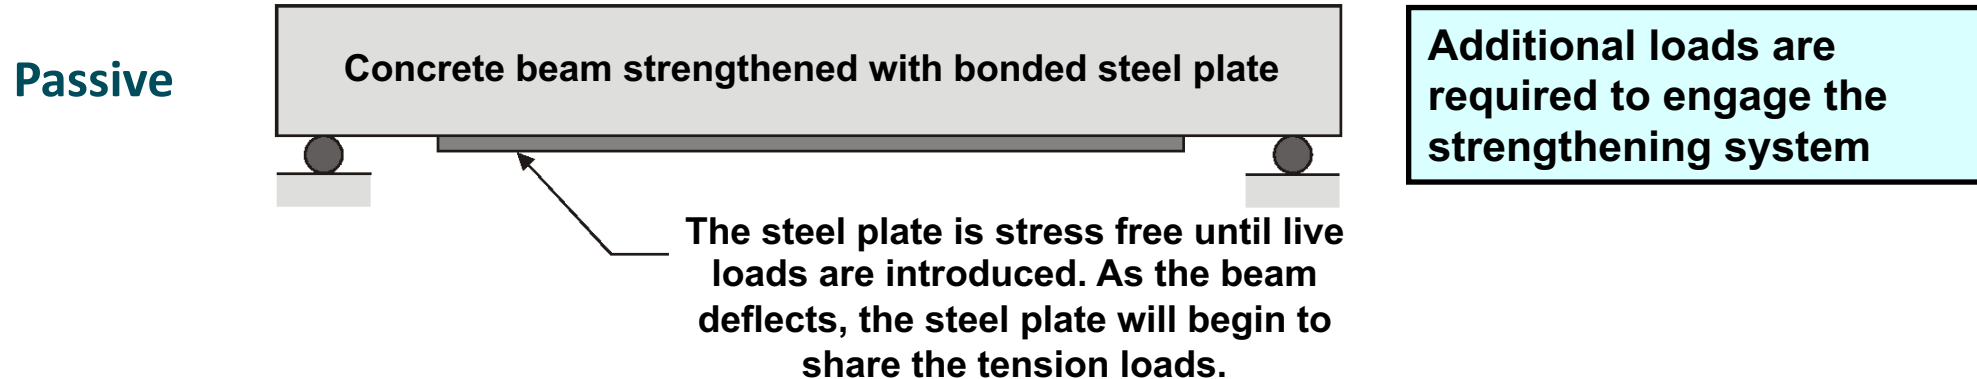 Passive
Concrete beam strengthened with bonded steel plate
Additional loads are
required to engage the
strengthening system
The steel plate is stress free until live
loads are introduced. As the beam
deflects, the steel plate will begin to
share the tension loads.